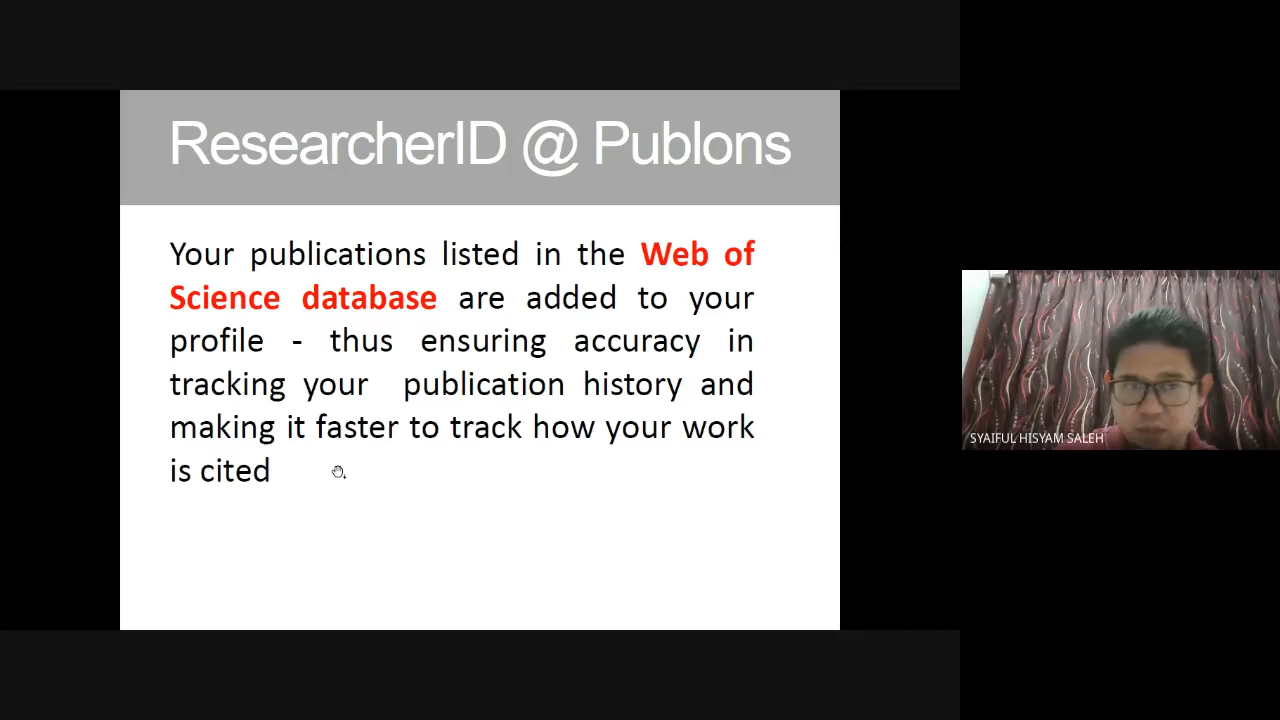 ResearcherID @ Publons
Your publications listed in the Web of
Science database are added to your
profile - thus ensuring accuracy in
tracking your publication history and
making it faster to track how your work
is cited
SYAIFUL HISYAM SALEH